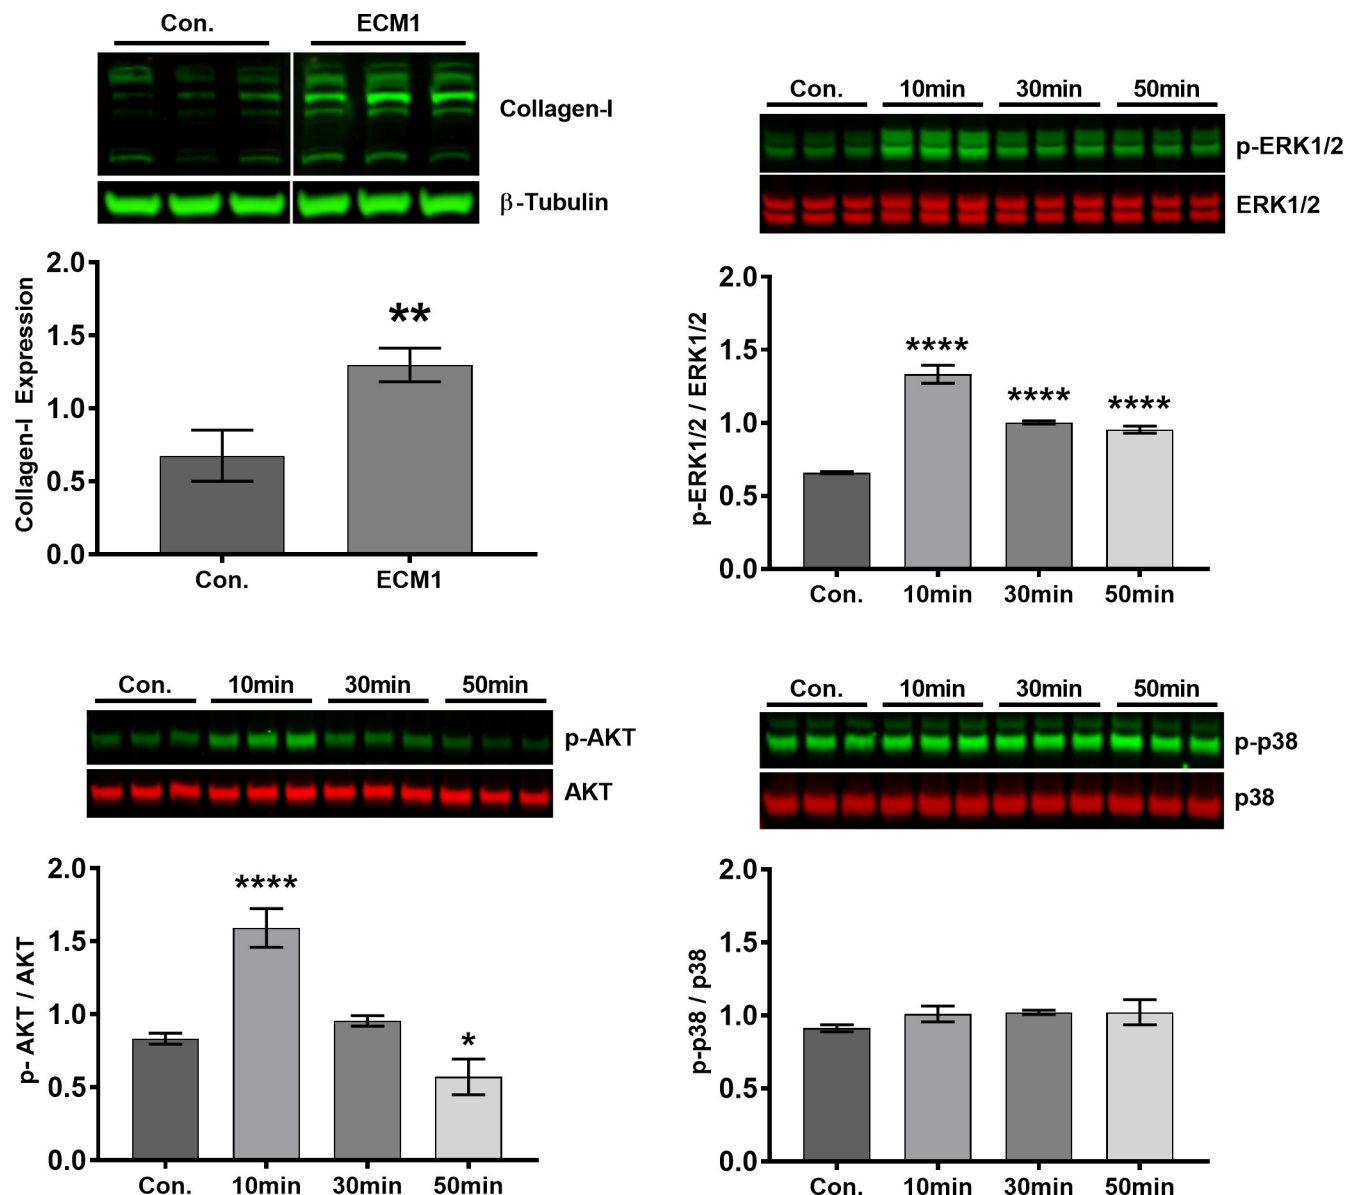 Con. ECM1
Collagen-I
β-Tubulin
Collagen-I Expression
2.0
1.5
**
1.0
0.5
0.0
Con. ECM1
Con. 10min 30min 50min
p-ERK1/2
ERK1/2
p-ERK1/2 / ERK1/2
2.0
1.5
****
****
****
1.0
0.5
0.0
Con. 10min 30min 50min
Con. 10min 30min 50min
p-AKT
AKT
p- AKT / AKT
2.0
****
1.5
1.0
*
0.5
0.0
Con. 10min 30min 50min
Con. 10min 30min 50min
p-p38
p38
p-p38 / p38
2.0
1.5
1.0
0.5
0.0
Con. 10min 30min 50min